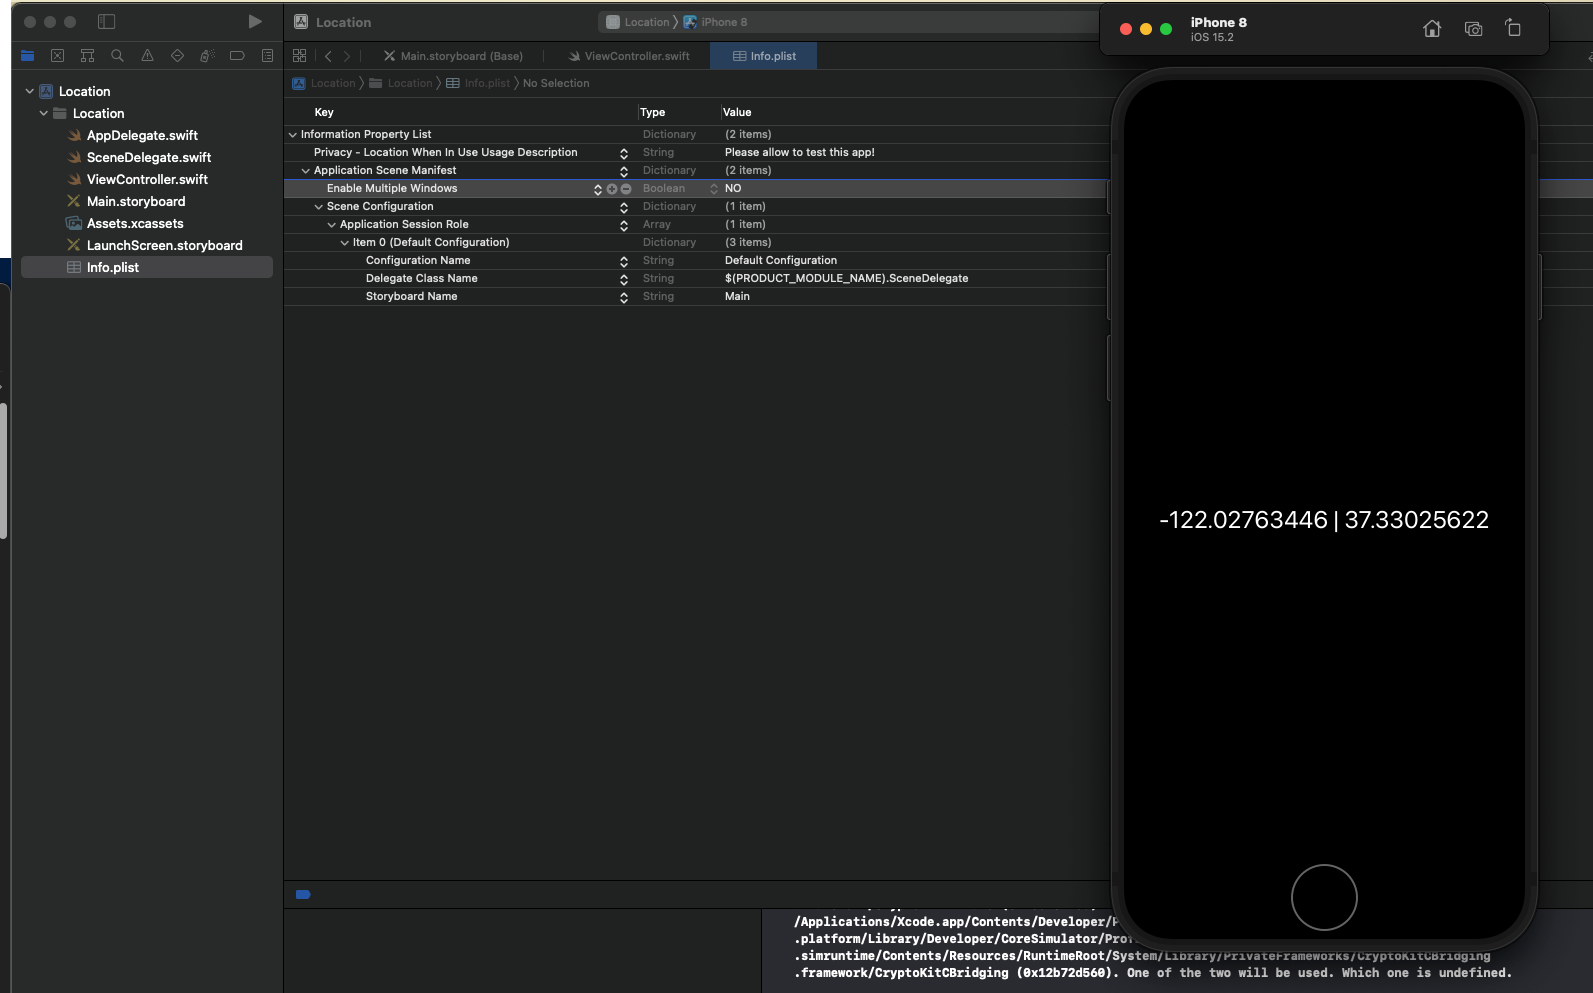 Location
Location
iPhone 8
iPhone 8
iOS 15.2
Main.storyboard (Base)
ViewController.swift
Info.plist
Location
Location
Info.plist
No Selection
Location
Location
AppDelegate.swift
SceneDelegate.swift
ViewController.swift
Main.storyboard
Assets.xcassets
LaunchScreen.storyboard
Info.plist
Key Type Value
Information Property List Dictionary (2 items)
Privacy - Location When In Use Usage Description String Please allow to test this app!
Application Scene Manifest Dictionary (2 items)
Enable Multiple Windows Boolean NO
Scene Configuration Dictionary (1 item)
Application Session Role Array (1 item)
Item 0 (Default Configuration) Dictionary (3 items)
Configuration Name String Default Configuration
Delegate Class Name String $(PRODUCT_MODULE_NAME).SceneDelegate
Storyboard Name String Main
-122.02763446 | 37.33025622
/Applications/Xcode.app/Contents/Developer/
.platform/Library/Developer/CoreSimulator/
.simruntime/Contents/Resources/RuntimeRoot/System/Library/PrivateFrameworks/CryptoKitCBridging
.framework/CryptoKitCBridging (0x12b72d560). One of the two will be used. Which one is undefined.